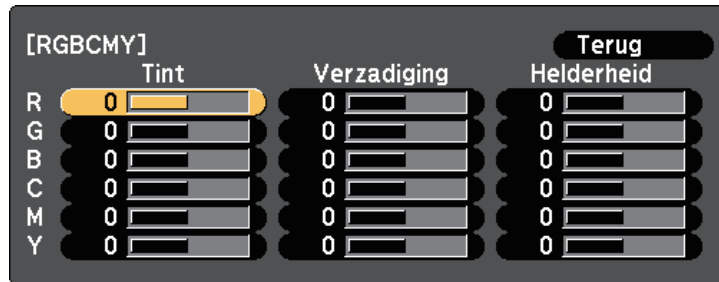 [RGBCMY] Terug
Tint Verzadiging Helderheid
R 0 0 0
G 0 0 0
B 0 0 0
C 0 0 0
M 0 0 0
Y 0 0 0